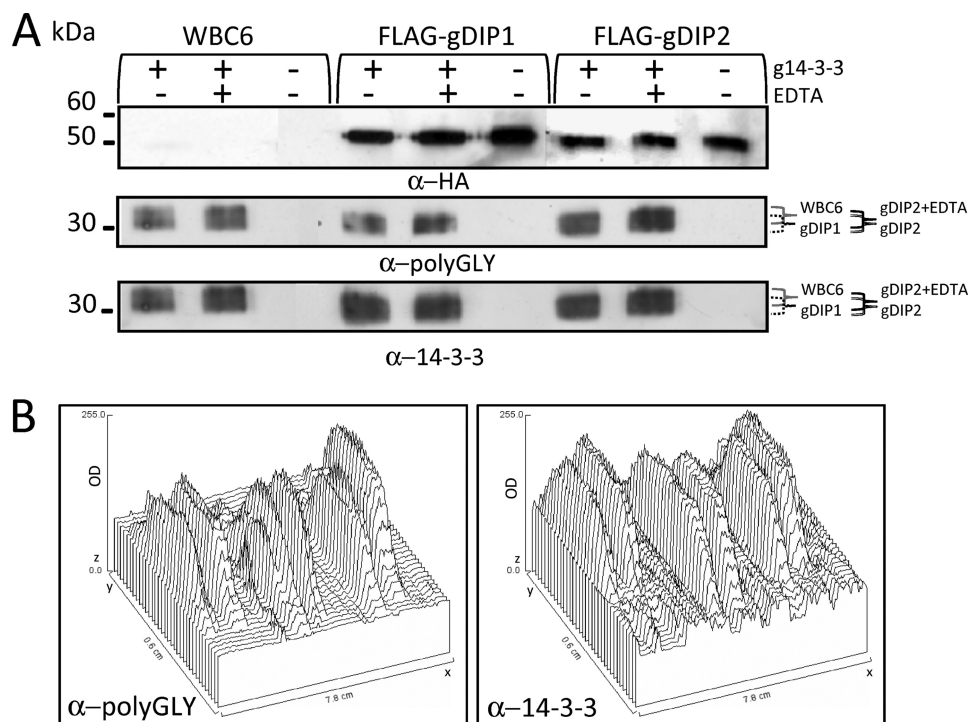 A kDa WBC6 FLAG-gDIP1 FLAG-gDIP2
+ + - + + - + + - g14-3-3
- + - - + - - + - EDTA
60
50
α–HA
30 WBC6 gDIP2+EDTA
gDIP1 gDIP2
α–polyGLY
30 WBC6 gDIP2+EDTA
gDIP1 gDIP2
α–14-3-3
B
255.0
OD
z
0.0
y
0.6 cm
7.8 cm
x
α–polyGLY
255.0
OD
z
0.0
y
0.6 cm
7.8 cm
x
α–14-3-3